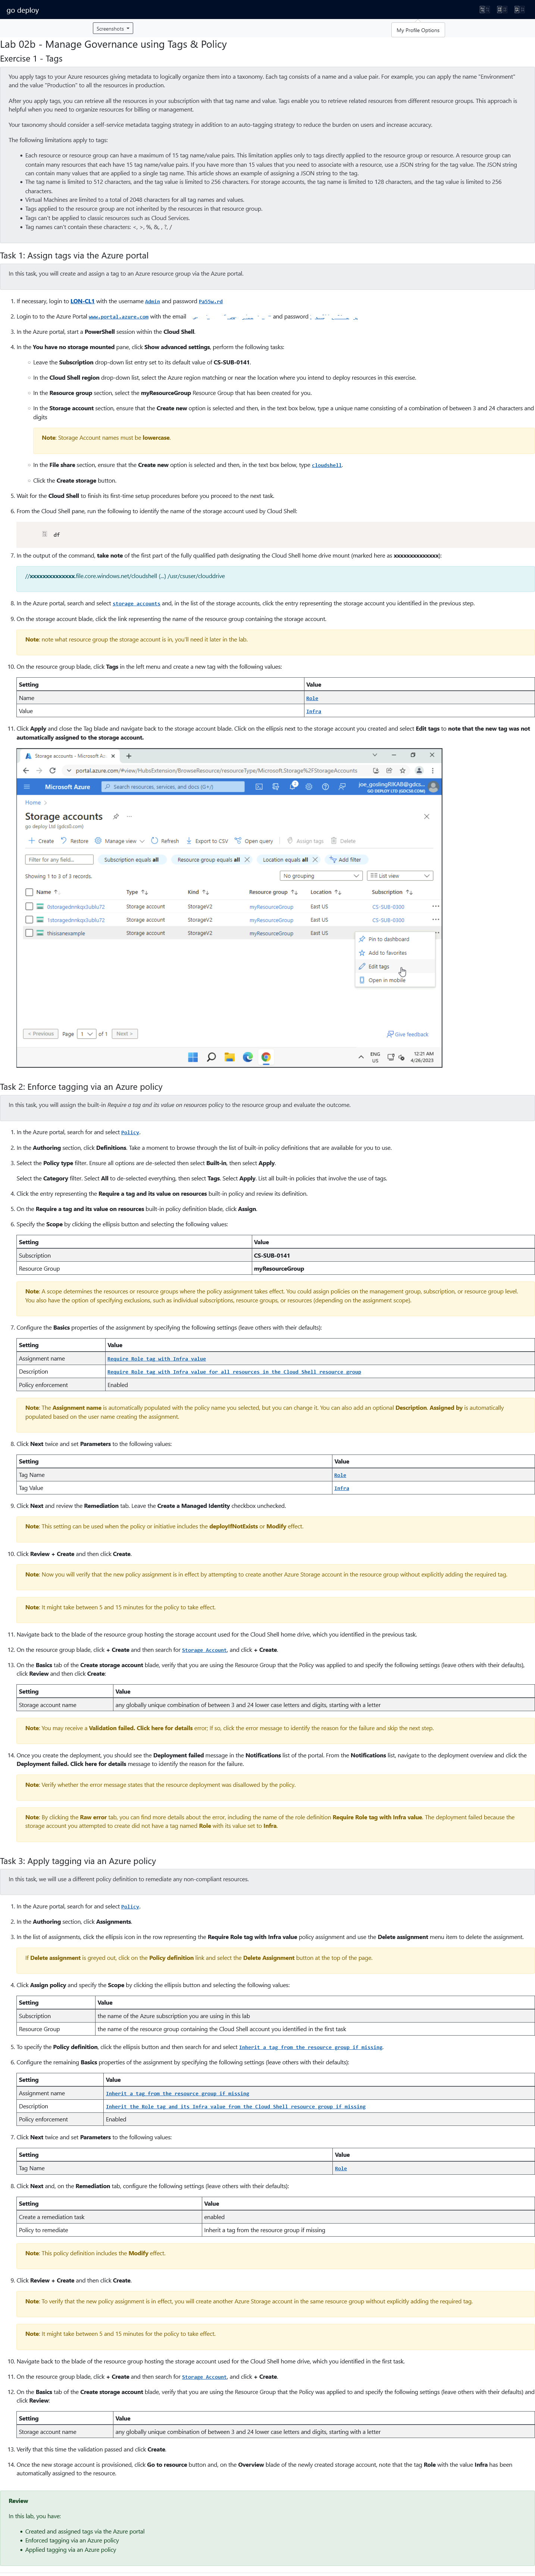 go deploy
Screenshots
My Profile Options
Lab 02b - Manage Governance using Tags & Policy
Exercise 1 - Tags
You apply tags to your Azure resources giving metadata to logically organize them into a taxonomy. Each tag consists of a name and a value pair. For example, you can apply the name "Environment"
and the value "Production" to all the resources in production.
After you apply tags, you can retrieve all the resources in your subscription with that tag name and value. Tags enable you to retrieve related resources from different resource groups. This approach is
helpful when you need to organize resources for billing or management.
Your taxonomy should consider a self-service metadata tagging strategy in addition to an auto-tagging strategy to reduce the burden on users and increase accuracy.
The following limitations apply to tags:
• Each resource or resource group can have a maximum of 15 tag name/value pairs. This limitation applies only to tags directly applied to the resource group or resource. A resource group can
contain many resources that each have 15 tag name/value pairs. If you have more than 15 values that you need to associate with a resource, use a JSON string for the tag value. The JSON string
can contain many values that are applied to a single tag name. This article shows an example of assigning a JSON string to the tag.
• The tag name is limited to 512 characters, and the tag value is limited to 256 characters. For storage accounts, the tag name is limited to 128 characters, and the tag value is limited to 256
characters.
• Virtual Machines are limited to a total of 2048 characters for all tag names and values.
• Tags applied to the resource group are not inherited by the resources in that resource group.
• Tags can't be applied to classic resources such as Cloud Services.
• Tag names can't contain these characters: <, >, %, &, \, ?, /
Task 1: Assign tags via the Azure portal
In this task, you will create and assign a tag to an Azure resource group via the Azure portal.
1. If necessary, login to LON-CL1 with the username Admin and password Pa55w.rd
2. Login to to the Azure Portal www.portal.azure.com with the email and password
3. In the Azure portal, start a PowerShell session within the Cloud Shell.
4. In the You have no storage mounted pane, click Show advanced settings, perform the following tasks:
Leave the Subscription drop-down list entry set to its default value of CS-SUB-0141.
In the Cloud Shell region drop-down list, select the Azure region matching or near the location where you intend to deploy resources in this exercise.
In the Resource group section, select the myResourceGroup Resource Group that has been created for you.
In the Storage account section, ensure that the Create new option is selected and then, in the text box below, type a unique name consisting of a combination of between 3 and 24 characters and
digits
Note: Storage Account names must be lowercase.
In the File share section, ensure that the Create new option is selected and then, in the text box below, type cloudshell.
Click the Create storage button.
5. Wait for the Cloud Shell to finish its first-time setup procedures before you proceed to the next task.
6. From the Cloud Shell pane, run the following to identify the name of the storage account used by Cloud Shell:
df
7. In the output of the command, take note of the first part of the fully qualified path designating the Cloud Shell home drive mount (marked here as xxxxxxxxxxxxxx):
//xxxxxxxxxxxxxx.file.core.windows.net/cloudshell (...) /usr/csuser/clouddrive
8. In the Azure portal, search and select storage accounts and, in the list of the storage accounts, click the entry representing the storage account you identified in the previous step.
9. On the storage account blade, click the link representing the name of the resource group containing the storage account.
Note: note what resource group the storage account is in, you'll need it later in the lab.
10. On the resource group blade, click Tags in the left menu and create a new tag with the following values:
Setting Value
Name Role
Value Infra
11. Click Apply and close the Tag blade and navigate back to the storage account blade. Click on the ellipsis next to the storage account you created and select Edit tags to note that the new tag was not
automatically assigned to the storage account.
Storage accounts - Microsoft Az
portal.azure.com/#view/HubsExtension/BrowseResource/resourceType/Microsoft.Storage%2FStorageAccounts
Microsoft Azure Search resources, services, and docs (G+/) joe_goslingRIKAB@gdcs...
GO DEPLOY LTD (GDCS0.COM)
Home >
Storage accounts
go deploy Ltd (gdcs0.com)
Create Restore Manage view Refresh Export to CSV Open query Assign tags Delete
Filter for any field... Subscription equals all Resource group equals all Location equals all Add filter
Showing 1 to 3 of 3 records. No grouping List view
Name Type Kind Resource group Location Subscription
0storagednnkqx3ublu72 Storage account StorageV2 myResourceGroup East US CS-SUB-0300
1storagednnkqx3ublu72 Storage account StorageV2 myResourceGroup East US CS-SUB-0300
thisisanexample Storage account StorageV2 myResourceGroup East US
Pin to dashboard
Add to favorites
Edit tags
Open in mobile
< Previous Page 1 of 1 Next > Give feedback
ENG US 12:21 AM
4/26/2023
Task 2: Enforce tagging via an Azure policy
In this task, you will assign the built-in Require a tag and its value on resources policy to the resource group and evaluate the outcome.
1. In the Azure portal, search for and select Policy.
2. In the Authoring section, click Definitions. Take a moment to browse through the list of built-in policy definitions that are available for you to use.
3. Select the Policy type filter. Ensure all options are de-selected then select Built-in, then select Apply.
Select the Category filter. Select All to de-selected everything, then select Tags. Select Apply. List all built-in policies that involve the use of tags.
4. Click the entry representing the Require a tag and its value on resources built-in policy and review its definition.
5. On the Require a tag and its value on resources built-in policy definition blade, click Assign.
6. Specify the Scope by clicking the ellipsis button and selecting the following values:
Setting Value
Subscription CS-SUB-0141
Resource Group myResourceGroup
Note: A scope determines the resources or resource groups where the policy assignment takes effect. You could assign policies on the management group, subscription, or resource group level.
You also have the option of specifying exclusions, such as individual subscriptions, resource groups, or resources (depending on the assignment scope).
7. Configure the Basics properties of the assignment by specifying the following settings (leave others with their defaults):
Setting Value
Assignment name Require Role tag with Infra value
Description Require Role tag with Infra value for all resources in the Cloud Shell resource group
Policy enforcement Enabled
Note: The Assignment name is automatically populated with the policy name you selected, but you can change it. You can also add an optional Description. Assigned by is automatically
populated based on the user name creating the assignment.
8. Click Next twice and set Parameters to the following values:
Setting Value
Tag Name Role
Tag Value Infra
9. Click Next and review the Remediation tab. Leave the Create a Managed Identity checkbox unchecked.
Note: This setting can be used when the policy or initiative includes the deployIfNotExists or Modify effect.
10. Click Review + Create and then click Create.
Note: Now you will verify that the new policy assignment is in effect by attempting to create another Azure Storage account in the resource group without explicitly adding the required tag.
Note: It might take between 5 and 15 minutes for the policy to take effect.
11. Navigate back to the blade of the resource group hosting the storage account used for the Cloud Shell home drive, which you identified in the previous task.
12. On the resource group blade, click + Create and then search for Storage Account, and click + Create.
13. On the Basics tab of the Create storage account blade, verify that you are using the Resource Group that the Policy was applied to and specify the following settings (leave others with their defaults),
click Review and then click Create:
Setting Value
Storage account name any globally unique combination of between 3 and 24 lower case letters and digits, starting with a letter
Note: You may receive a Validation failed. Click here for details error; If so, click the error message to identify the reason for the failure and skip the next step.
14. Once you create the deployment, you should see the Deployment failed message in the Notifications list of the portal. From the Notifications list, navigate to the deployment overview and click the
Deployment failed. Click here for details message to identify the reason for the failure.
Note: Verify whether the error message states that the resource deployment was disallowed by the policy.
Note: By clicking the Raw error tab, you can find more details about the error, including the name of the role definition Require Role tag with Infra value. The deployment failed because the
storage account you attempted to create did not have a tag named Role with its value set to Infra.
Task 3: Apply tagging via an Azure policy
In this task, we will use a different policy definition to remediate any non-compliant resources.
1. In the Azure portal, search for and select Policy.
2. In the Authoring section, click Assignments.
3. In the list of assignments, click the ellipsis icon in the row representing the Require Role tag with Infra value policy assignment and use the Delete assignment menu item to delete the assignment.
If Delete assignment is greyed out, click on the Policy definition link and select the Delete Assignment button at the top of the page.
4. Click Assign policy and specify the Scope by clicking the ellipsis button and selecting the following values:
Setting Value
Subscription the name of the Azure subscription you are using in this lab
Resource Group the name of the resource group containing the Cloud Shell account you identified in the first task
5. To specify the Policy definition, click the ellipsis button and then search for and select Inherit a tag from the resource group if missing.
6. Configure the remaining Basics properties of the assignment by specifying the following settings (leave others with their defaults):
Setting Value
Assignment name Inherit a tag from the resource group if missing
Description Inherit the Role tag and its Infra value from the Cloud Shell resource group if missing
Policy enforcement Enabled
7. Click Next twice and set Parameters to the following values:
Setting Value
Tag Name Role
8. Click Next and, on the Remediation tab, configure the following settings (leave others with their defaults):
Setting Value
Create a remediation task enabled
Policy to remediate Inherit a tag from the resource group if missing
Note: This policy definition includes the Modify effect.
9. Click Review + Create and then click Create.
Note: To verify that the new policy assignment is in effect, you will create another Azure Storage account in the same resource group without explicitly adding the required tag.
Note: It might take between 5 and 15 minutes for the policy to take effect.
10. Navigate back to the blade of the resource group hosting the storage account used for the Cloud Shell home drive, which you identified in the first task.
11. On the resource group blade, click + Create and then search for Storage Account, and click + Create.
12. On the Basics tab of the Create storage account blade, verify that you are using the Resource Group that the Policy was applied to and specify the following settings (leave others with their defaults) and
click Review:
Setting Value
Storage account name any globally unique combination of between 3 and 24 lower case letters and digits, starting with a letter
13. Verify that this time the validation passed and click Create.
14. Once the new storage account is provisioned, click Go to resource button and, on the Overview blade of the newly created storage account, note that the tag Role with the value Infra has been
automatically assigned to the resource.
Review
In this lab, you have:
• Created and assigned tags via the Azure portal
• Enforced tagging via an Azure policy
• Applied tagging via an Azure policy